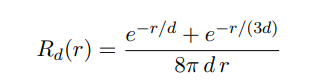 R_d(r) = \frac{e^{-r/d} + e^{-r/(3d)}}{8\pi \, d \, r}